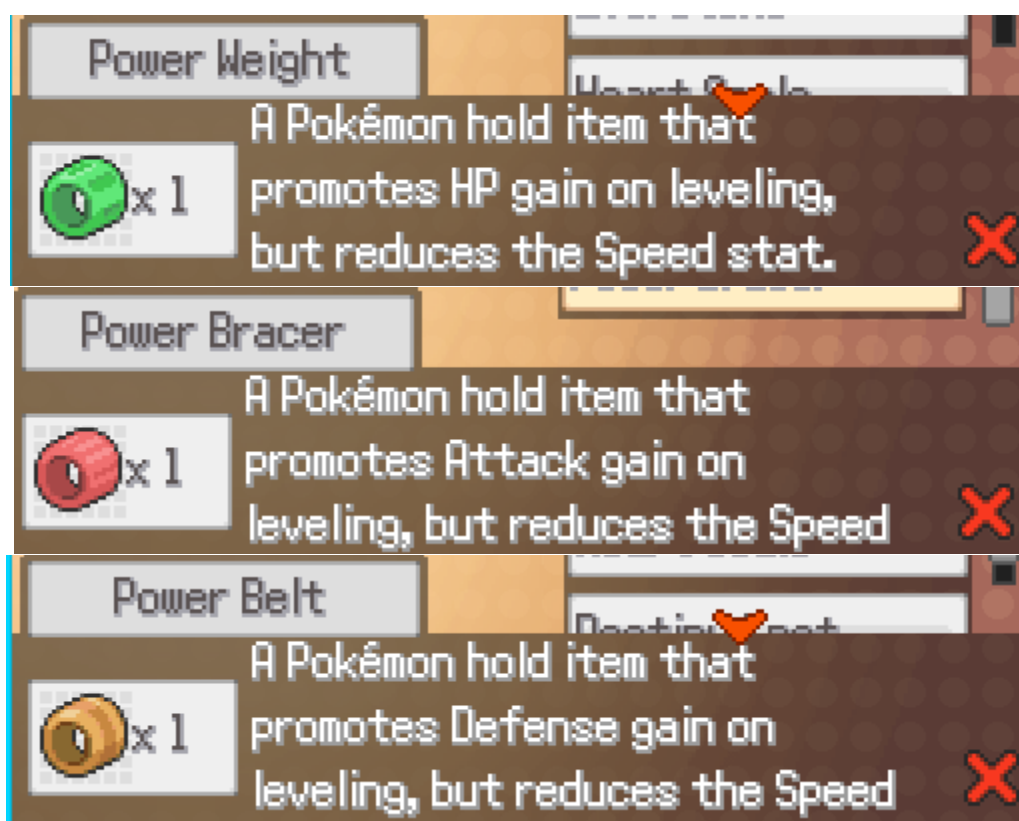 Power Weight
A Pokémon hold item that
x 1
promotes HP gain on leveling,
but reduces the Speed stat.
Power Bracer
A Pokémon hold item that
x 1
promotes Attack gain on
leveling, but reduces the Speed
Power Belt
A Pokémon hold item that
x 1
promotes Defense gain on
leveling, but reduces the Speed